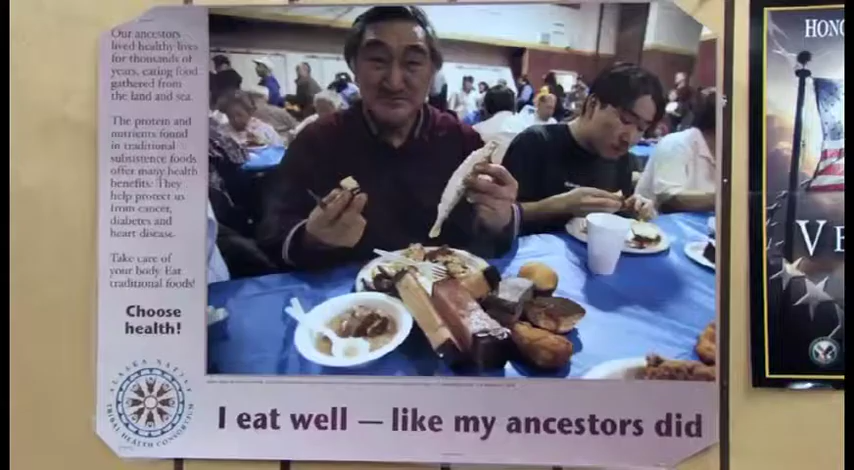 Our ancestors
lived healthy lives
for thousands of
years, eating food
gathered from
the land and sea.
The protein and
nutrients found
in traditional
subsistence foods
offer many health
benefits. They
help protect us
from cancer,
diabetes and
heart disease.
Take care of
your body. Eat
traditional foods!
Choose
health!
ALASKA NATIVE
TRIBAL HEALTH CONSORTIUM
I eat well — like my ancestors did
HONO
VE